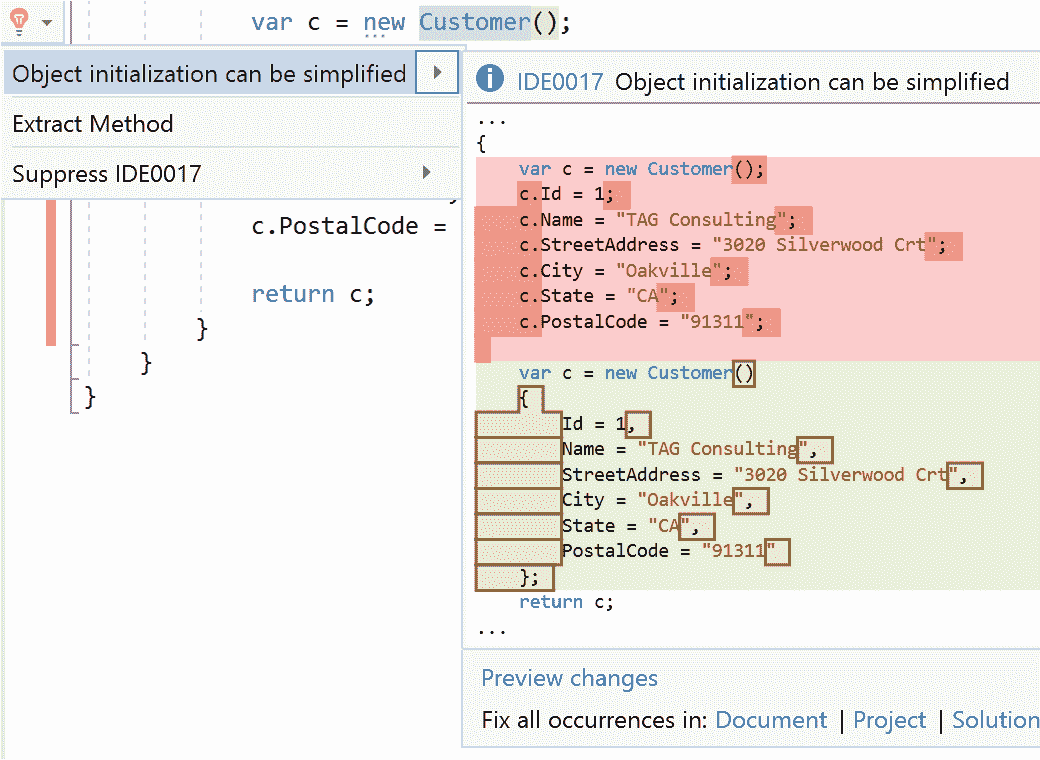 var c = new Customer();
Object initialization can be simplified
Extract Method
Suppress IDE0017
c.PostalCode =
return c;
}
}
}
IDE0017 Object initialization can be simplified
...
{
var c = new Customer();
c.Id = 1;
c.Name = "TAG Consulting";
c.StreetAddress = "3020 Silverwood Crt";
c.City = "Oakville";
c.State = "CA";
c.PostalCode = "91311";
var c = new Customer()
{
Id = 1,
Name = "TAG Consulting",
StreetAddress = "3020 Silverwood Crt",
City = "Oakville",
State = "CA",
PostalCode = "91311"
};
return c;
...
Preview changes
Fix all occurrences in: Document | Project | Solution